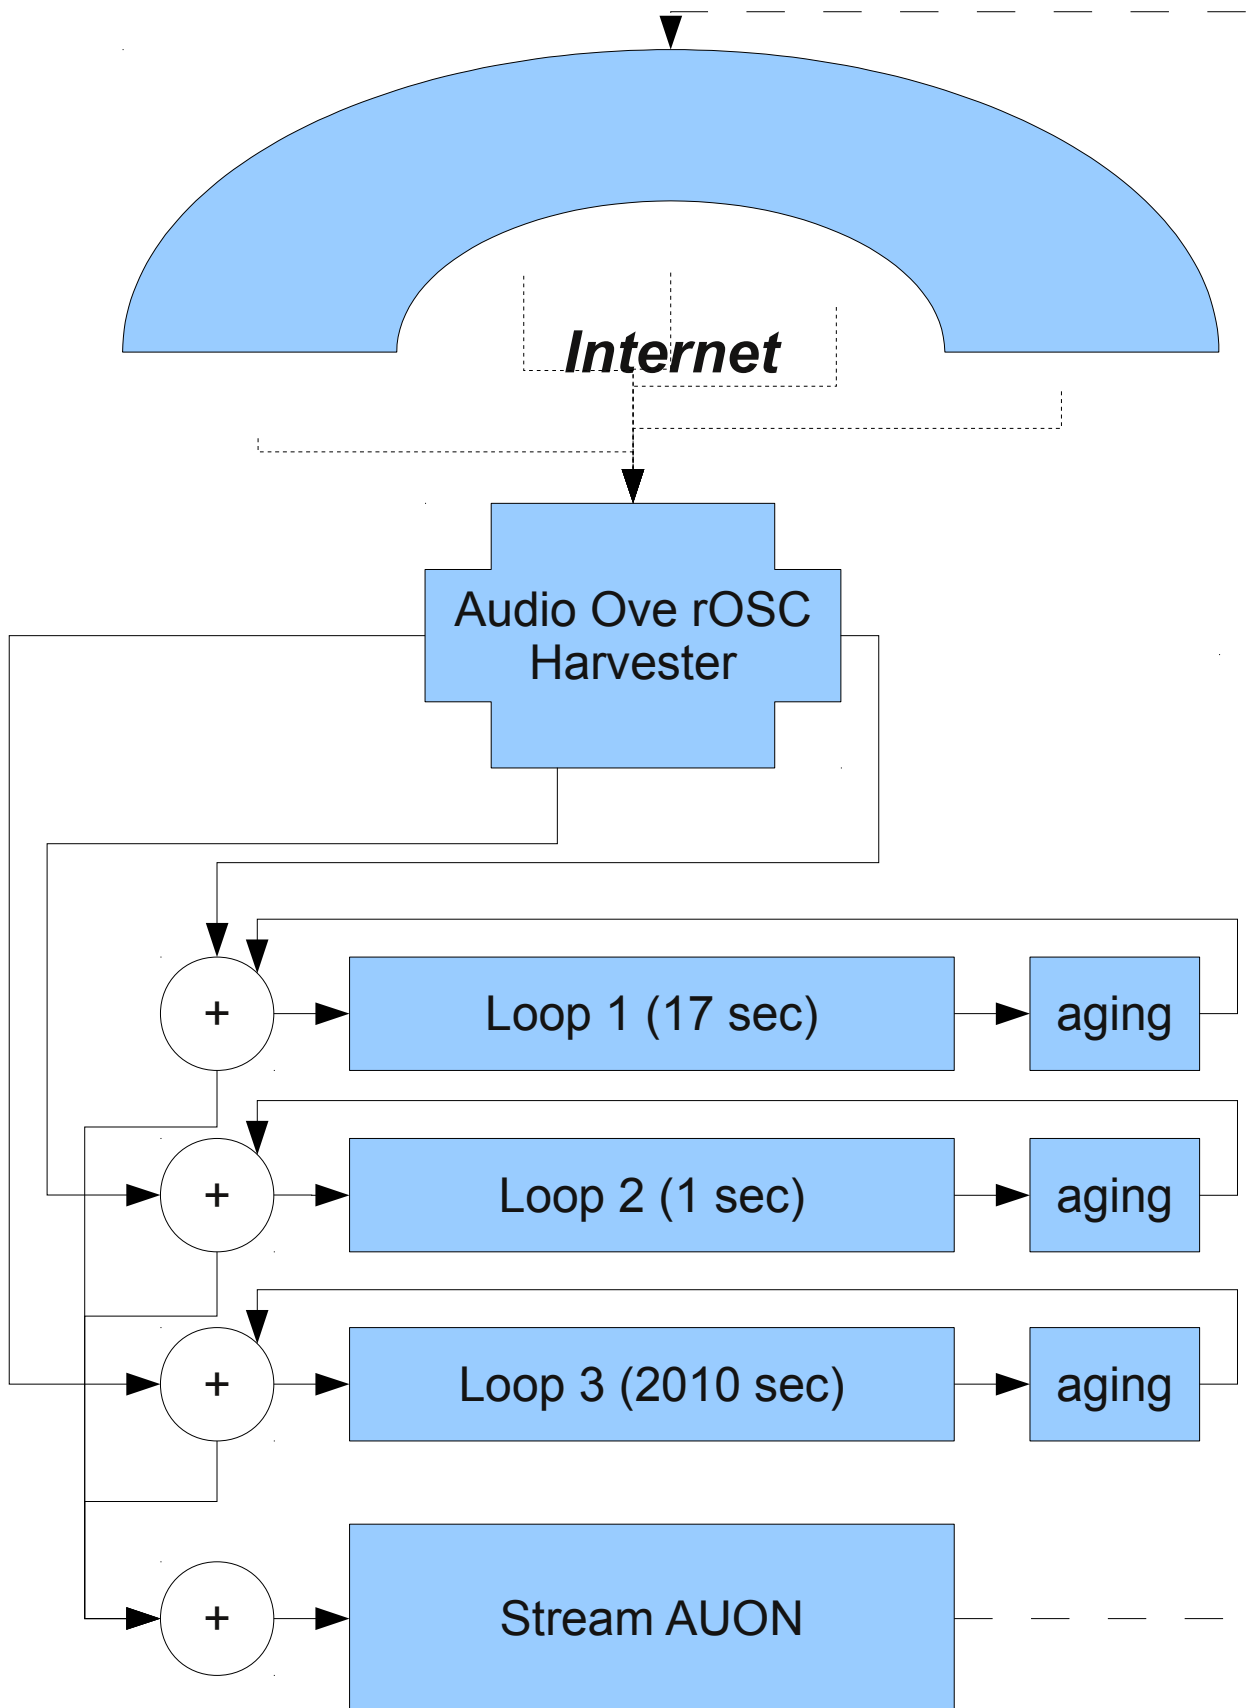 Internet
Audio Ove rOSC
Harvester
+
Loop 1 (17 sec)
aging
+
Loop 2 (1 sec)
aging
+
Loop 3 (2010 sec)
aging
+
Stream AUON